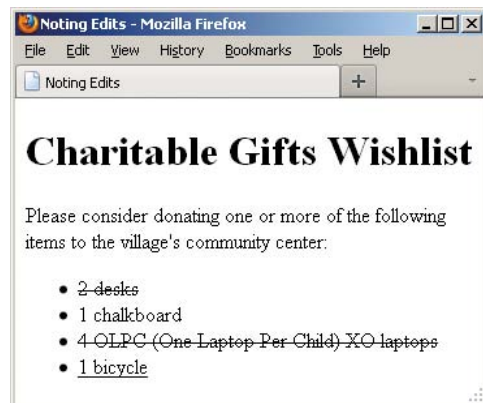 Noting Edits - Mozilla Firefox
File Edit View History Bookmarks Tools Help
Noting Edits
Charitable Gifts Wishlist
Please consider donating one or more of the following
items to the village's community center:
2 desks
1 chalkboard
4 OLPC (One Laptop Per Child) XO laptops
1 bicycle